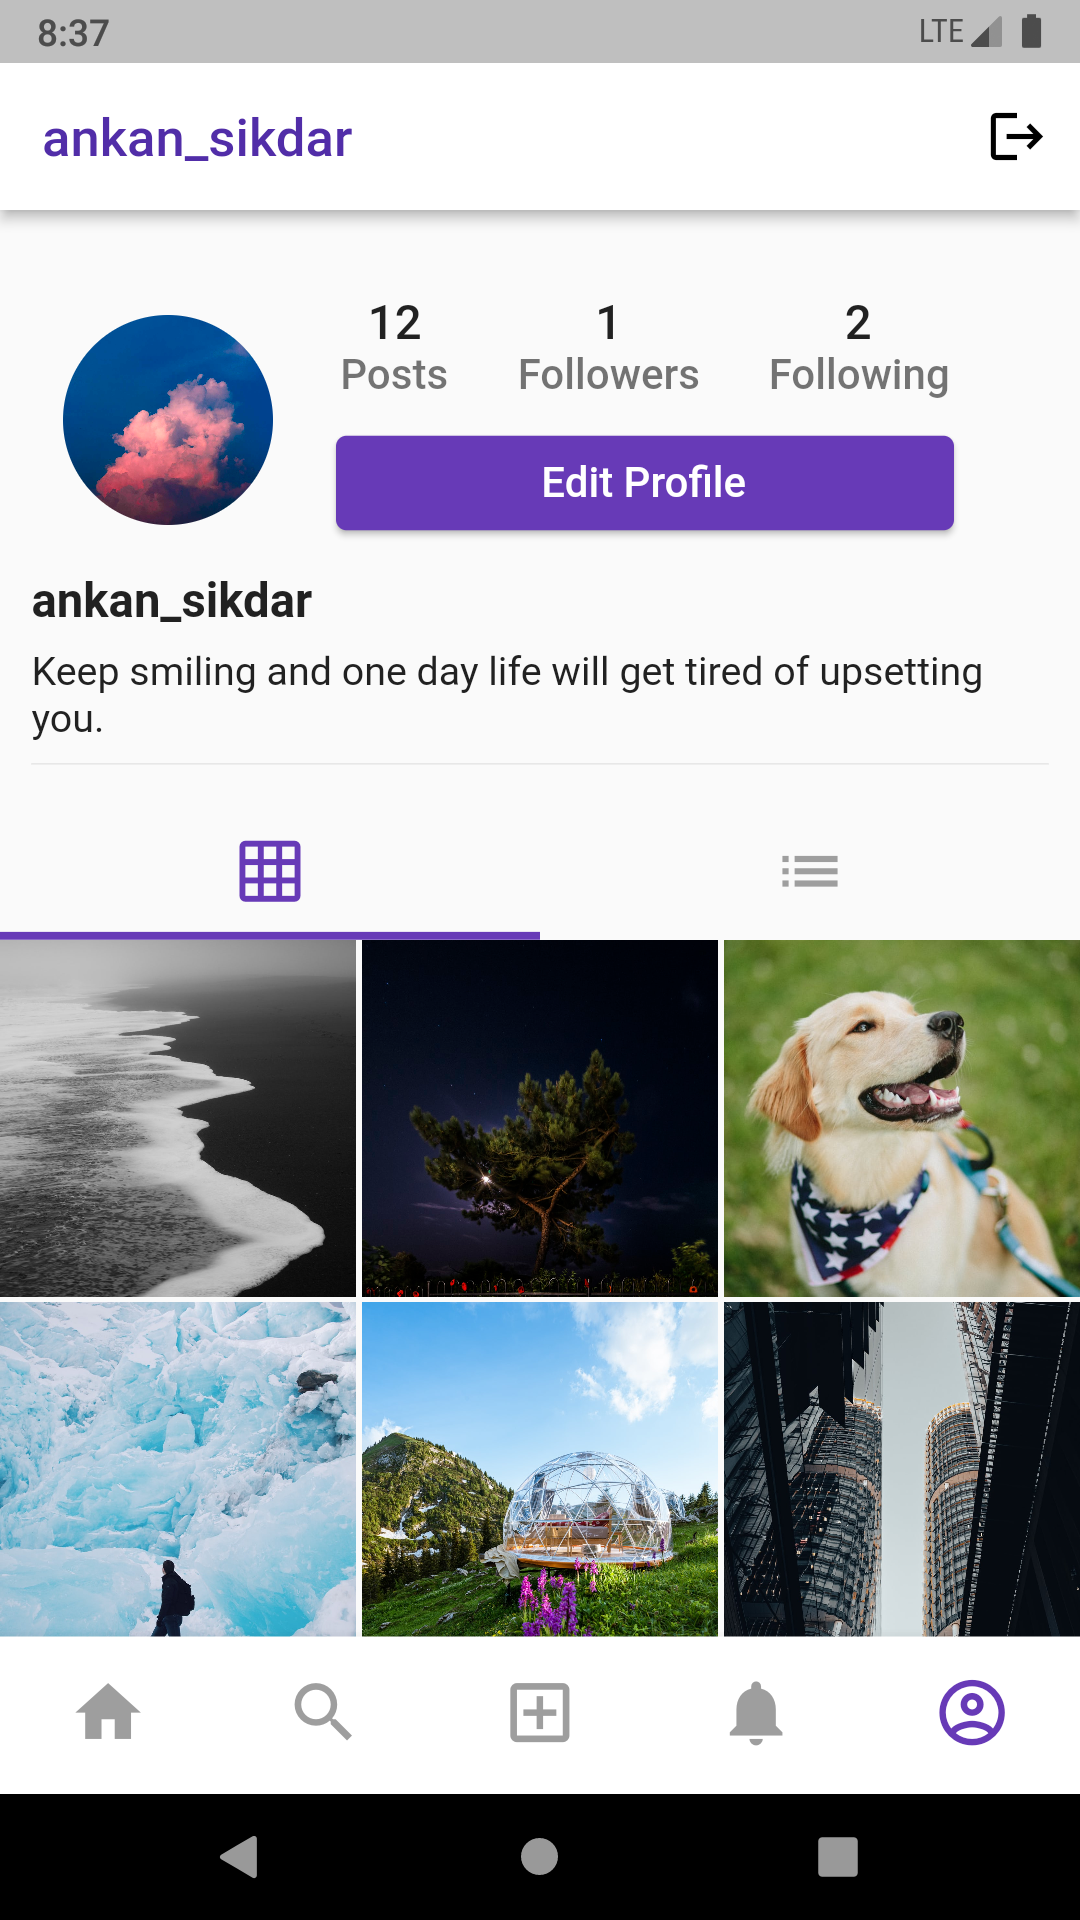 8:37 LTE
ankan_sikdar
12 1 2
Posts Followers Following
Edit Profile
ankan_sikdar
Keep smiling and one day life will get tired of upsetting
you.